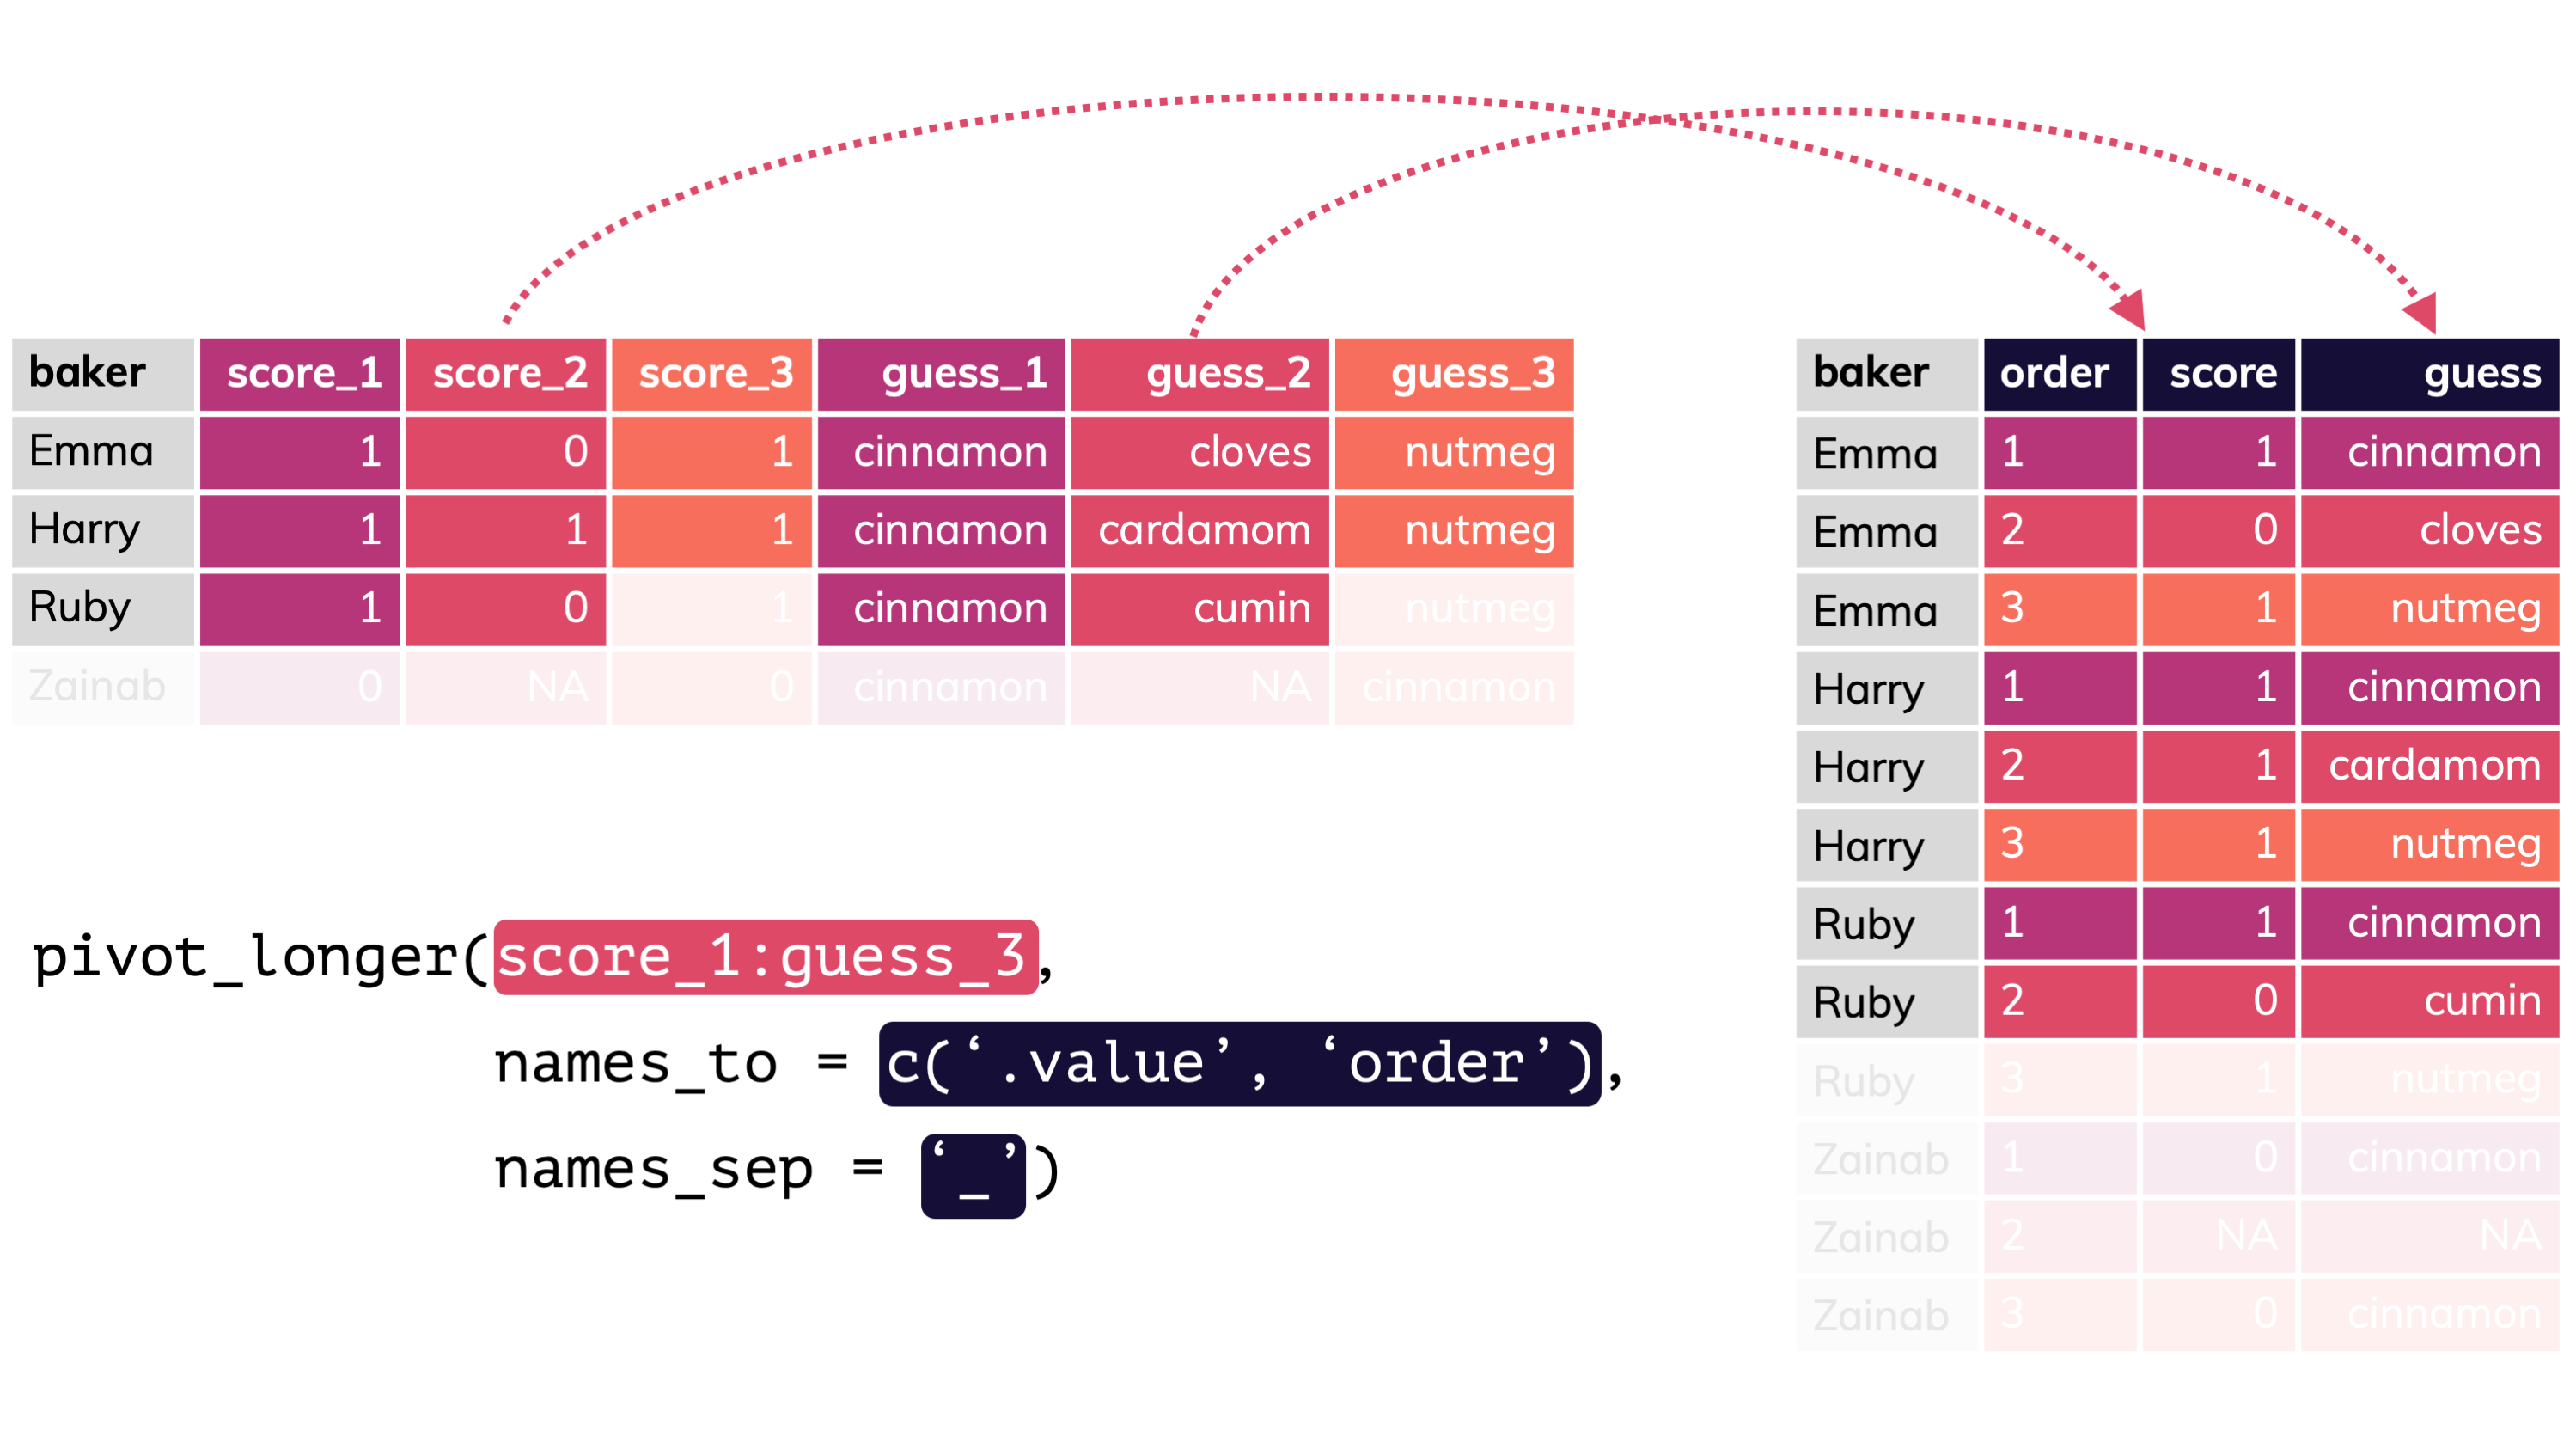 baker score_1 score_2 score_3 guess_1 guess_2 guess_3
Emma 1 0 1 cinnamon cloves nutmeg
Harry 1 1 1 cinnamon cardamom nutmeg
Ruby 1 0 1 cinnamon cumin nutmeg
Zainab 0 NA 0 cinnamon NA cinnamon
pivot_longer(score_1:guess_3,
names_to = c(‘.value’, ‘order’),
names_sep = ‘_’)
baker order score guess
Emma 1 1 cinnamon
Emma 2 0 cloves
Emma 3 1 nutmeg
Harry 1 1 cinnamon
Harry 2 1 cardamom
Harry 3 1 nutmeg
Ruby 1 1 cinnamon
Ruby 2 0 cumin
Ruby 3 1 nutmeg
Zainab 1 0 cinnamon
Zainab 2 NA NA
Zainab 3 0 cinnamon